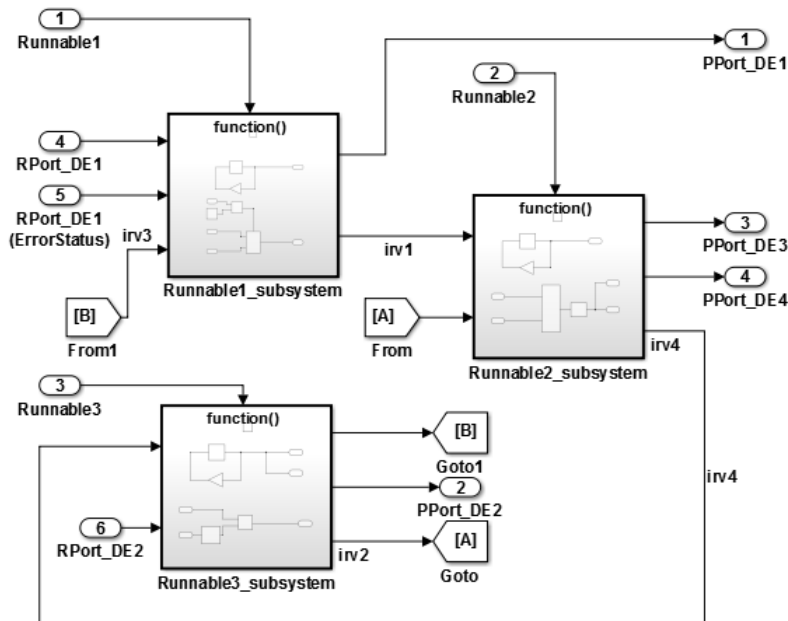 1
Runnable1
1
PPort_DE1
2
Runnable2
function()
4
RPort_DE1
5
RPort_DE1
(ErrorStatus)
irv3
irv1
Runnable1_subsystem
[B]
From1
function()
3
PPort_DE3
4
PPort_DE4
[A]
From
irv4
Runnable2_subsystem
3
Runnable3
function()
[B]
Goto1
2
PPort_DE2
irv4
6
RPort_DE2
irv2
[A]
Goto
Runnable3_subsystem